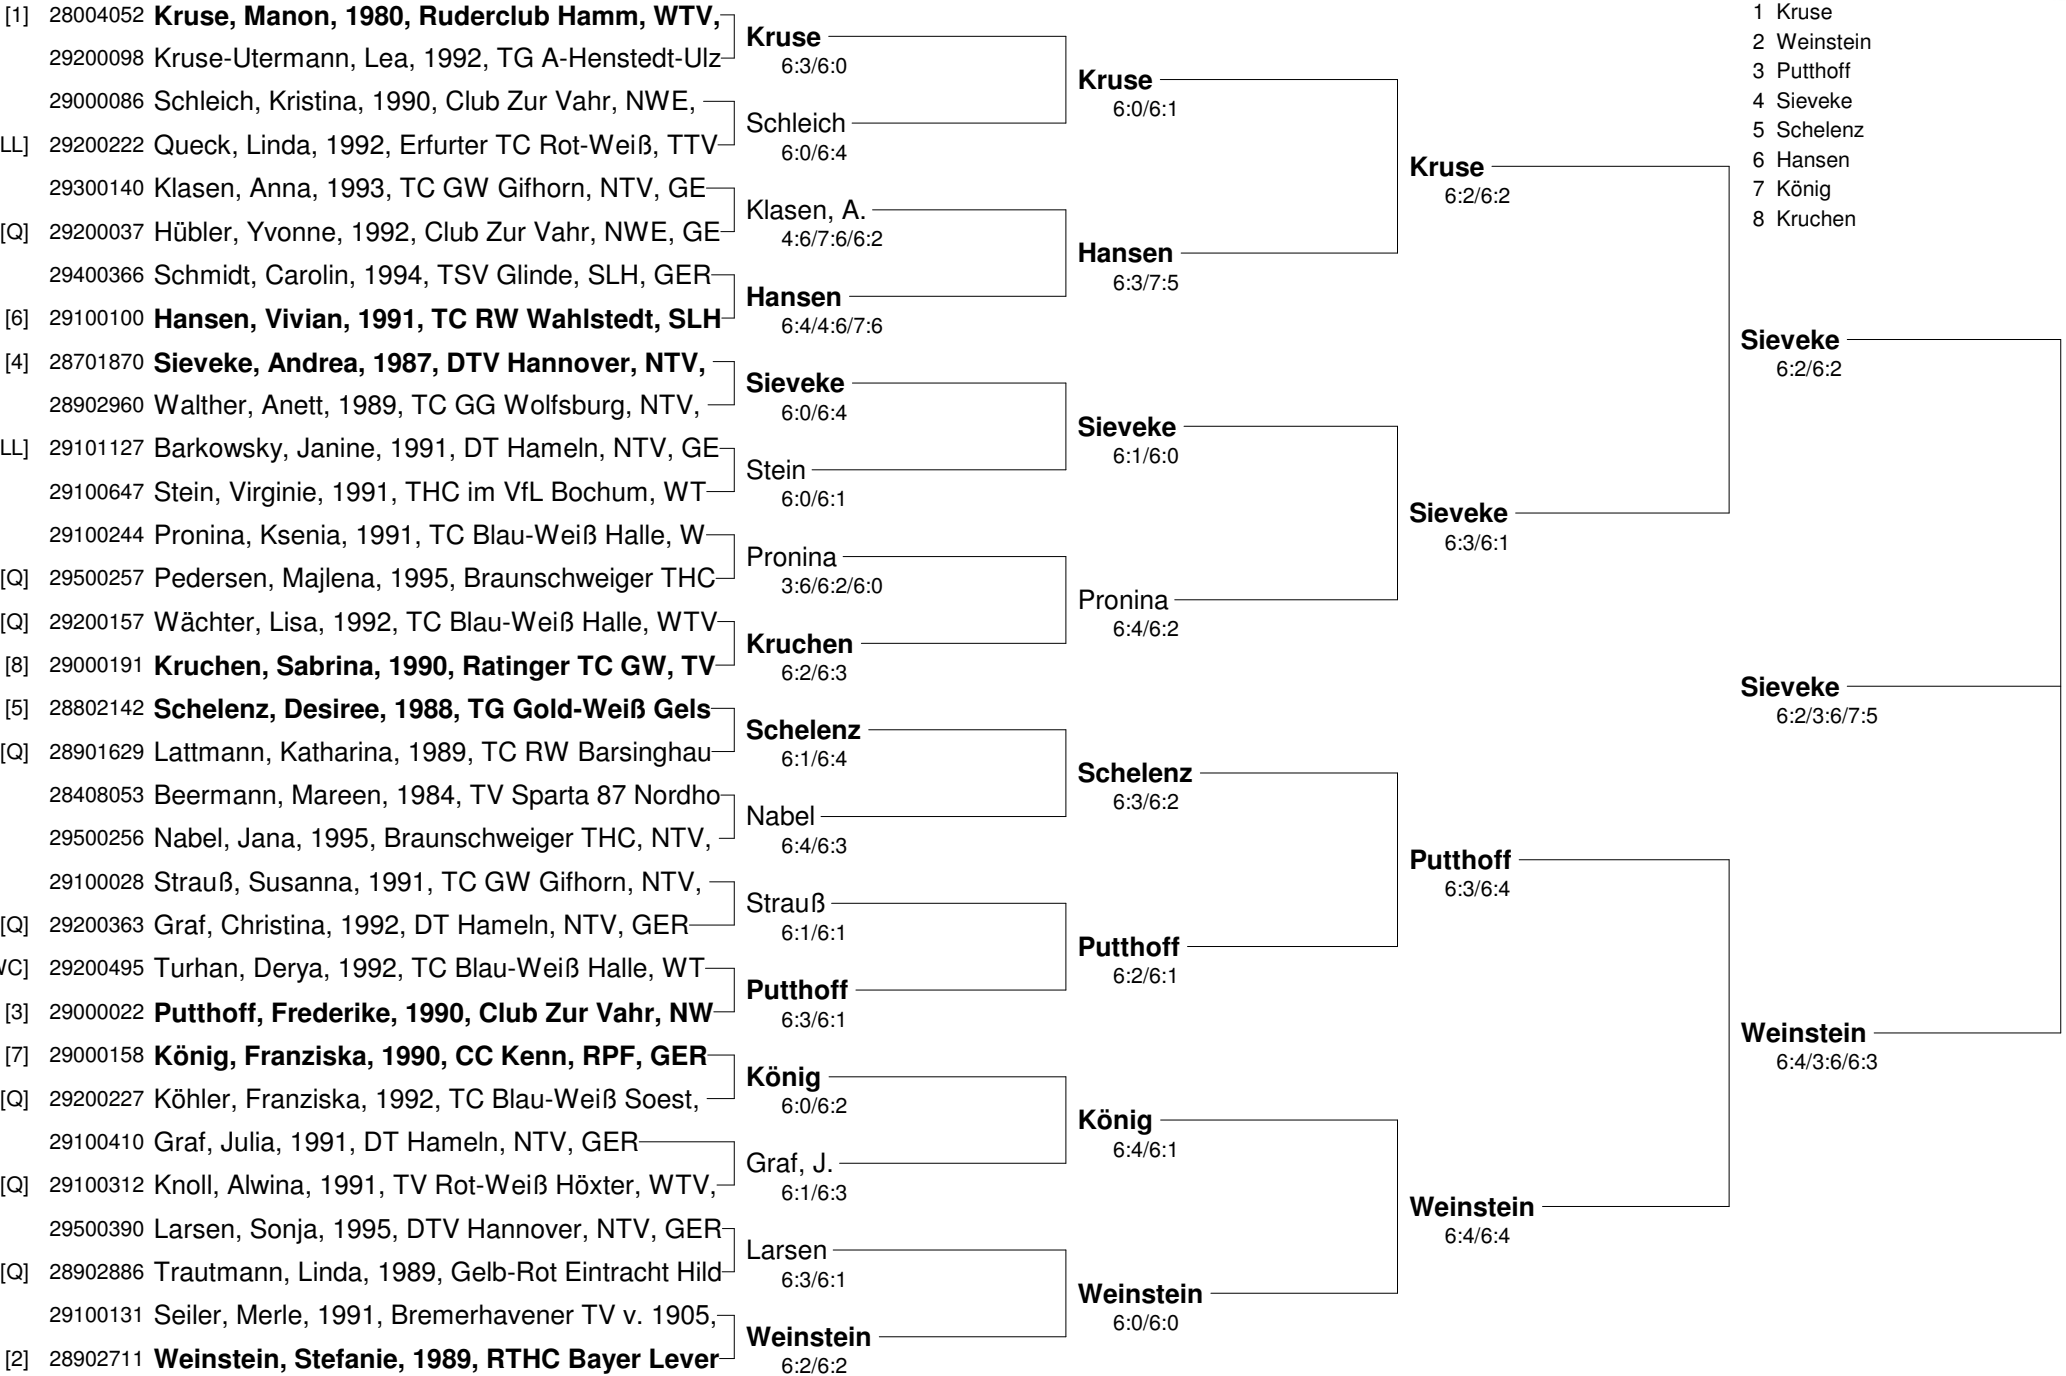 [1] 28004052 Kruse, Manon, 1980, Ruderclub Hamm, WTV,
29200098 Kruse-Utermann, Lea, 1992, TG A-Henstedt-Ulz
29000086 Schleich, Kristina, 1990, Club Zur Vahr, NWE,
LL] 29200222 Queck, Linda, 1992, Erfurter TC Rot-Weiß, TTV
29300140 Klasen, Anna, 1993, TC GW Gifhorn, NTV, GE
[Q] 29200037 Hübler, Yvonne, 1992, Club Zur Vahr, NWE, GE
29400366 Schmidt, Carolin, 1994, TSV Glinde, SLH, GER
[6] 29100100 Hansen, Vivian, 1991, TC RW Wahlstedt, SLH
[4] 28701870 Sieveke, Andrea, 1987, DTV Hannover, NTV,
28902960 Walther, Anett, 1989, TC GG Wolfsburg, NTV,
LL] 29101127 Barkowsky, Janine, 1991, DT Hameln, NTV, GE
29100647 Stein, Virginie, 1991, THC im VfL Bochum, WT
29100244 Pronina, Ksenia, 1991, TC Blau-Weiß Halle, W
[Q] 29500257 Pedersen, Majlena, 1995, Braunschweiger THC
[Q] 29200157 Wächter, Lisa, 1992, TC Blau-Weiß Halle, WTV
[8] 29000191 Kruchen, Sabrina, 1990, Ratinger TC GW, TV
[5] 28802142 Schelenz, Desiree, 1988, TG Gold-Weiß Gels
[Q] 28901629 Lattmann, Katharina, 1989, TC RW Barsinghau
28408053 Beermann, Mareen, 1984, TV Sparta 87 Nordho
29500256 Nabel, Jana, 1995, Braunschweiger THC, NTV,
29100028 Strauß, Susanna, 1991, TC GW Gifhorn, NTV,
[Q] 29200363 Graf, Christina, 1992, DT Hameln, NTV, GER
VC] 29200495 Turhan, Derya, 1992, TC Blau-Weiß Halle, WT
[3] 29000022 Putthoff, Frederike, 1990, Club Zur Vahr, NW
[7] 29000158 König, Franziska, 1990, CC Kenn, RPF, GER
[Q] 29200227 Köhler, Franziska, 1992, TC Blau-Weiß Soest,
29100410 Graf, Julia, 1991, DT Hameln, NTV, GER
[Q] 29100312 Knoll, Alwina, 1991, TV Rot-Weiß Höxter, WTV,
29500390 Larsen, Sonja, 1995, DTV Hannover, NTV, GER
[Q] 28902886 Trautmann, Linda, 1989, Gelb-Rot Eintracht Hild
29100131 Seiler, Merle, 1991, Bremerhavener TV v. 1905,
[2] 28902711 Weinstein, Stefanie, 1989, RTHC Bayer Lever
Kruse
6:3/6:0
Schleich
6:0/6:4
Klasen, A.
4:6/7:6/6:2
Hansen
6:4/4:6/7:6
Sieveke
6:0/6:4
Stein
6:0/6:1
Pronina
3:6/6:2/6:0
Kruchen
6:2/6:3
Schelenz
6:1/6:4
Nabel
6:4/6:3
Strauß
6:1/6:1
Putthoff
6:3/6:1
König
6:0/6:2
Graf, J.
6:1/6:3
Larsen
6:3/6:1
Weinstein
6:2/6:2
Kruse
6:0/6:1
Hansen
6:3/7:5
Sieveke
6:1/6:0
Pronina
6:4/6:2
Schelenz
6:3/6:2
Putthoff
6:2/6:1
König
6:4/6:1
Weinstein
6:0/6:0
Kruse
6:2/6:2
Sieveke
6:3/6:1
Putthoff
6:3/6:4
Weinstein
6:4/6:4
1 Kruse
2 Weinstein
3 Putthoff
4 Sieveke
5 Schelenz
6 Hansen
7 König
8 Kruchen
Sieveke
6:2/6:2
Sieveke
6:2/3:6/7:5
Weinstein
6:4/3:6/6:3